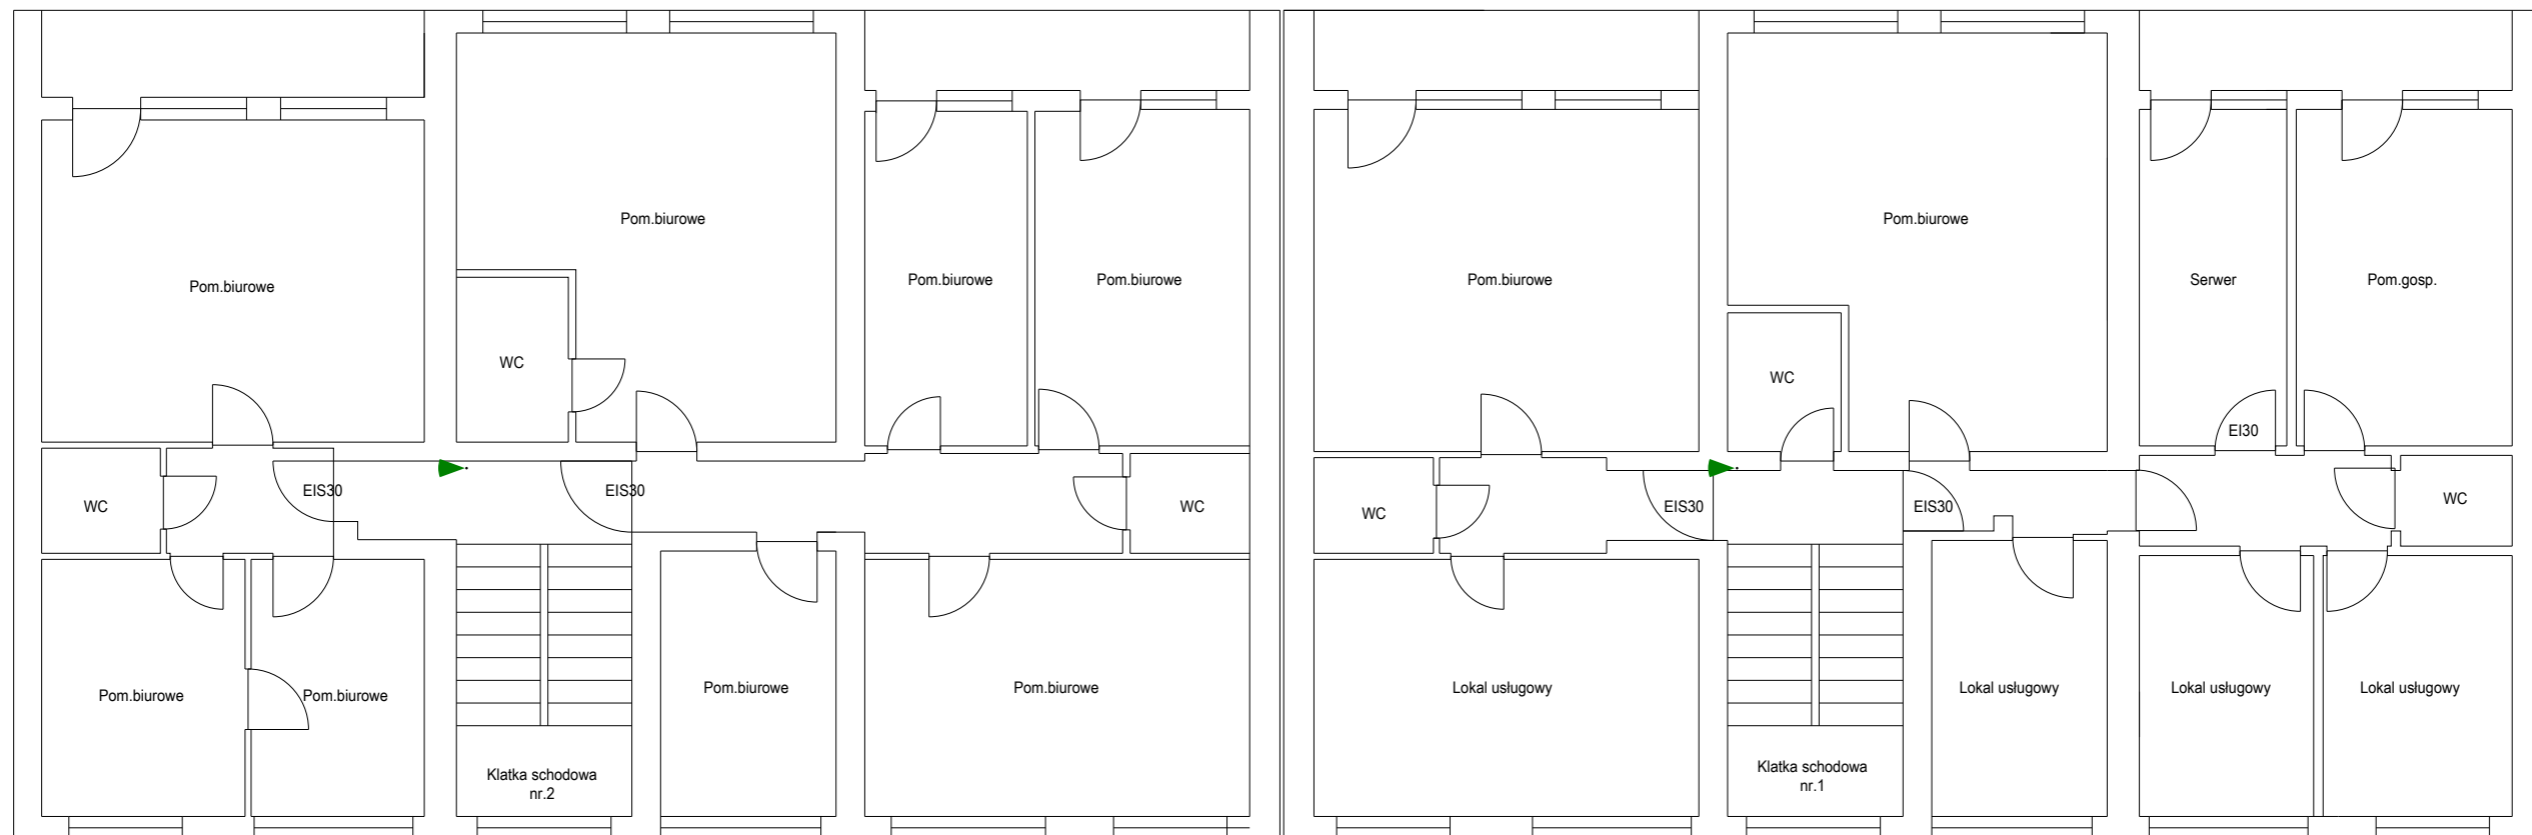 Pom.biurowe
Pom.biurowe
Pom.biurowe
Pom.biurowe
Pom.biurowe
Pom.biurowe
Serwer
Pom.gosp.
WC
WC
EI30
EIS30
EIS30
EIS30
EIS30
WC
WC
WC
WC
Pom.biurowe
Pom.biurowe
Pom.biurowe
Pom.biurowe
Lokal usługowy
Lokal usługowy
Lokal usługowy
Lokal usługowy
Klatka schodowa
nr.2
Klatka schodowa
nr.1